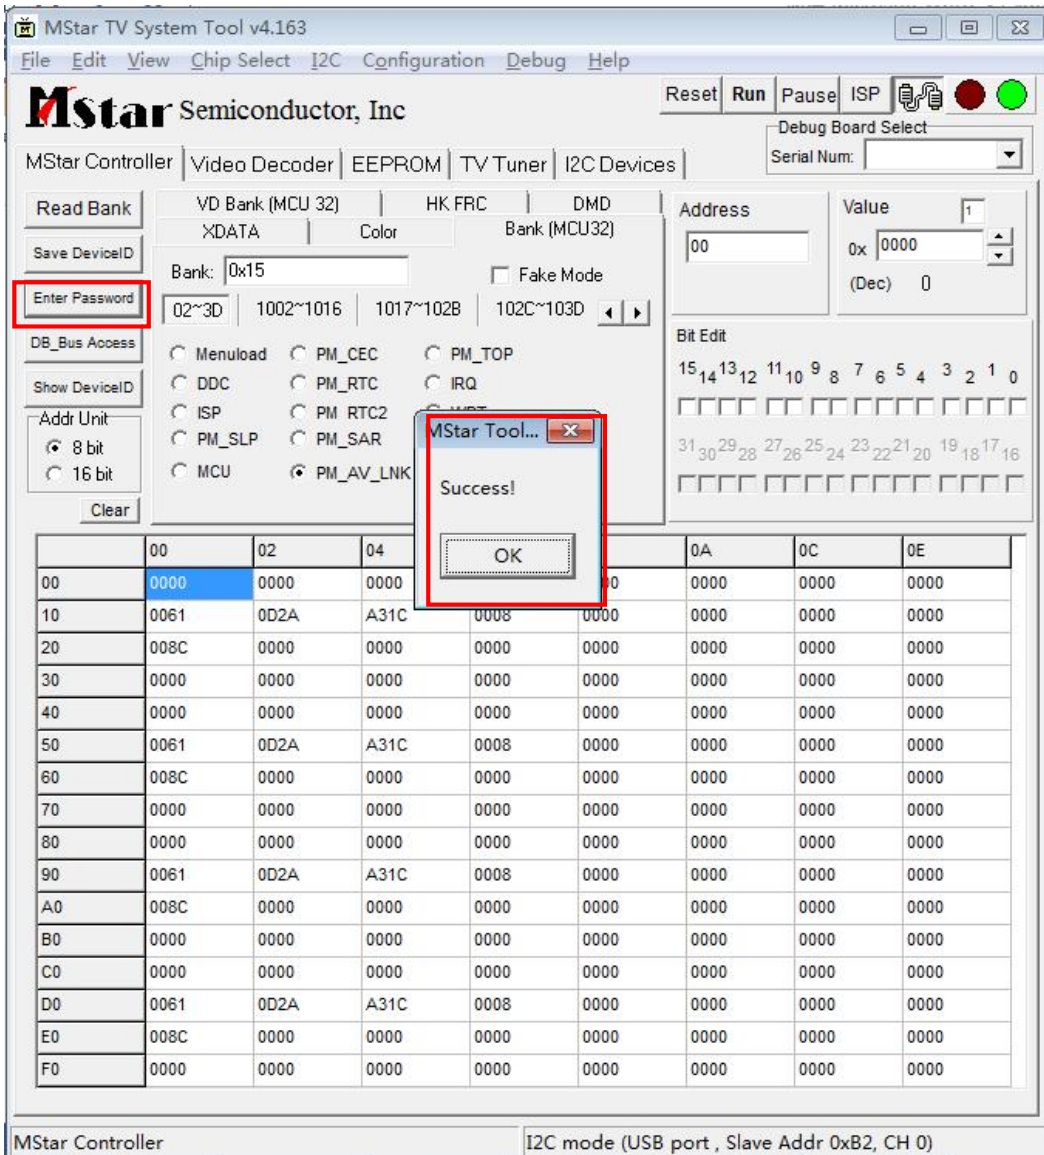 MStar TV System Tool v4.163
File Edit View Chip Select I2C Configuration Debug Help
MStar Semiconductor, Inc
Reset Run Pause ISP
Debug Board Select
Serial Num:
MStar Controller Video Decoder EEPROM TV Tuner I2C Devices
Read Bank
Save DeviceID
Enter Password
DB_Bus Access
Show DeviceID
Addr Unit
8 bit
16 bit
Clear
VD Bank (MCU 32) HK FRC DMD
XDATA Color Bank (MCU32)
Bank: 0x15 Fake Mode
02~3D 1002~1016 1017~102B 102C~103D
Menuload PM_CEC PM_TOP
DDC PM_RTC IRQ
ISP PM RTC2
PM_SLP PM_SAR
MCU PM_AV_LNK
Address
00
Value 1
0x 0000
(Dec) 0
Bit Edit
15 14 13 12 11 10 9 8 7 6 5 4 3 2 1 0
31 30 29 28 27 26 25 24 23 22 21 20 19 18 17 16
MStar Tool...
Success!
OK
00 02 04 0A 0C 0E
00 0000 0000 0000 0000 0000 0000
10 0061 0D2A A31C 0008 0000 0000 0000 0000
20 008C 0000 0000 0000 0000 0000 0000 0000
30 0000 0000 0000 0000 0000 0000 0000 0000
40 0000 0000 0000 0000 0000 0000 0000 0000
50 0061 0D2A A31C 0008 0000 0000 0000 0000
60 008C 0000 0000 0000 0000 0000 0000 0000
70 0000 0000 0000 0000 0000 0000 0000 0000
80 0000 0000 0000 0000 0000 0000 0000 0000
90 0061 0D2A A31C 0008 0000 0000 0000 0000
A0 008C 0000 0000 0000 0000 0000 0000 0000
B0 0000 0000 0000 0000 0000 0000 0000 0000
C0 0000 0000 0000 0000 0000 0000 0000 0000
D0 0061 0D2A A31C 0008 0000 0000 0000 0000
E0 008C 0000 0000 0000 0000 0000 0000 0000
F0 0000 0000 0000 0000 0000 0000 0000 0000
MStar Controller I2C mode (USB port , Slave Addr 0xB2, CH 0)